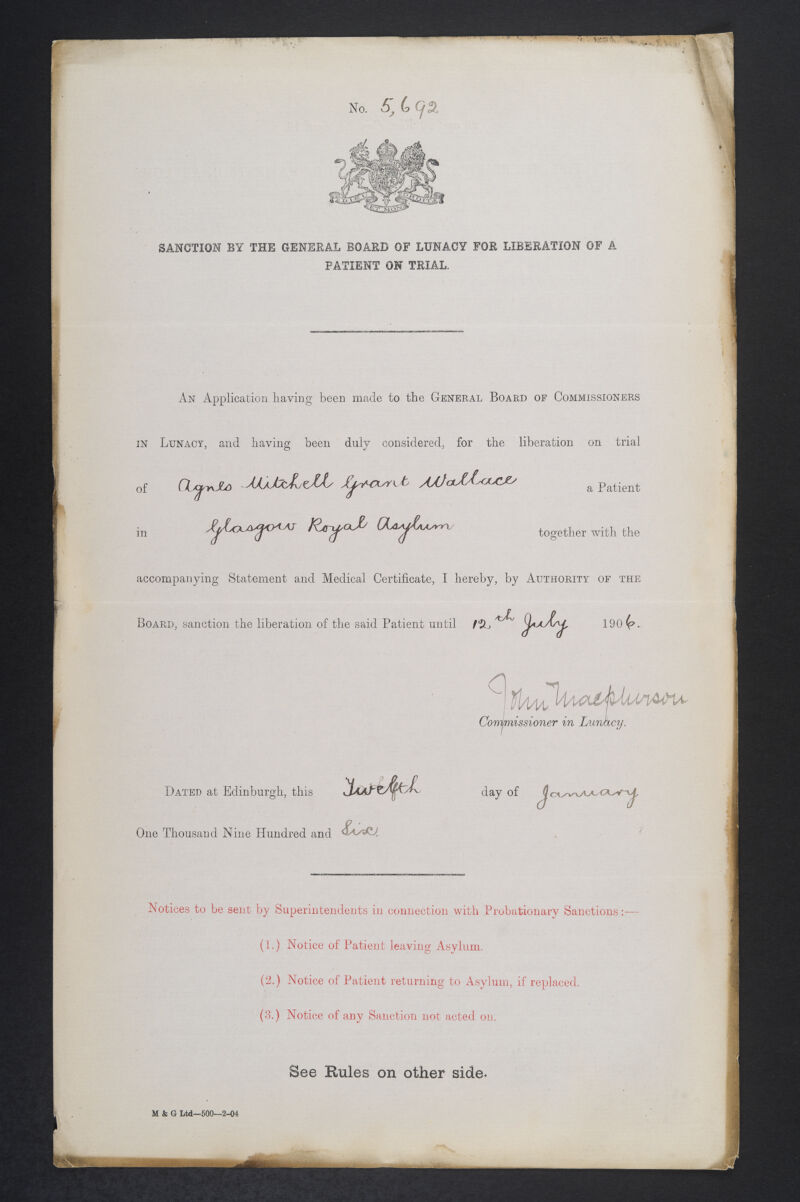 No. 5,692
SANCTION BY THE GENERAL BOARD OF LUNACY FOR LIBERATION OF A
PATIENT ON TRIAL.
AN Application having been made to the GENERAL BOARD OF COMMISSIONERS
IN LUNACY, and having been duly considered, for the liberation on trial
of Agnes Mitchell Grant Wallace a Patient
in Glasgow Royal Asylum together with the
accompanying Statement and Medical Certificate, I hereby, by AUTHORITY OF THE
BOARD, sanction the liberation of the said Patient until 12th July 1906.
John Macpherson
Commissioner in Lunacy.
DATED at Edinburgh, this Twelfth day of January
One Thousand Nine Hundred and Six
Notices to be sent by Superintendents in connection with Probationary Sanctions:—
(1.) Notice of Patient leaving Asylum.
(2.) Notice of Patient returning to Asylum, if replaced.
(3.) Notice of any Sanction not acted on.
See Rules on other side.
M & G Ltd—500—2-04